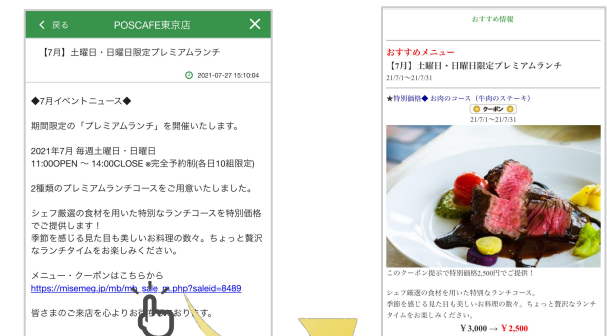 戻る
POSCAFE東京店
【7月】土曜日・日曜日限定プレミアムランチ
2021-07-27 15:10:04
◆7月イベントニュース◆
期間限定の「プレミアムランチ」を開催いたします。
2021年7月 毎週土曜日・日曜日
11:00OPEN ～ 14:00CLOSE ※完全予約制(各日10組限定)
2種類のプレミアムランチコースをご用意いたしました。
シェフ厳選の食材を用いた特別なランチコースを特別価格
でご提供します！
季節を感じる見た目も美しいお料理の数々。ちょっと贅沢
なランチタイムをお楽しみください。
メニュー・クーポンはこちらから
https://misemeg.jp/mb/mb_sale_m.php?saleid=8489
皆さまのご来店を心よりお待ちしております。
おすすめ情報
おすすめメニュー
【7月】土曜日・日曜日限定プレミアムランチ
21/7/1～21/7/31
★特別価格◆ お肉のコース（牛肉のステーキ）
クーポン
21/7/1～21/7/31
このクーポン提示で特別価格2,500円でご提供！
シェフ厳選の食材を用いた特別なランチコース。
季節を感じる見た目も美しいお料理の数々。ちょっと贅沢なランチ
タイムをお楽しみください。
￥3,000 → ￥2,500